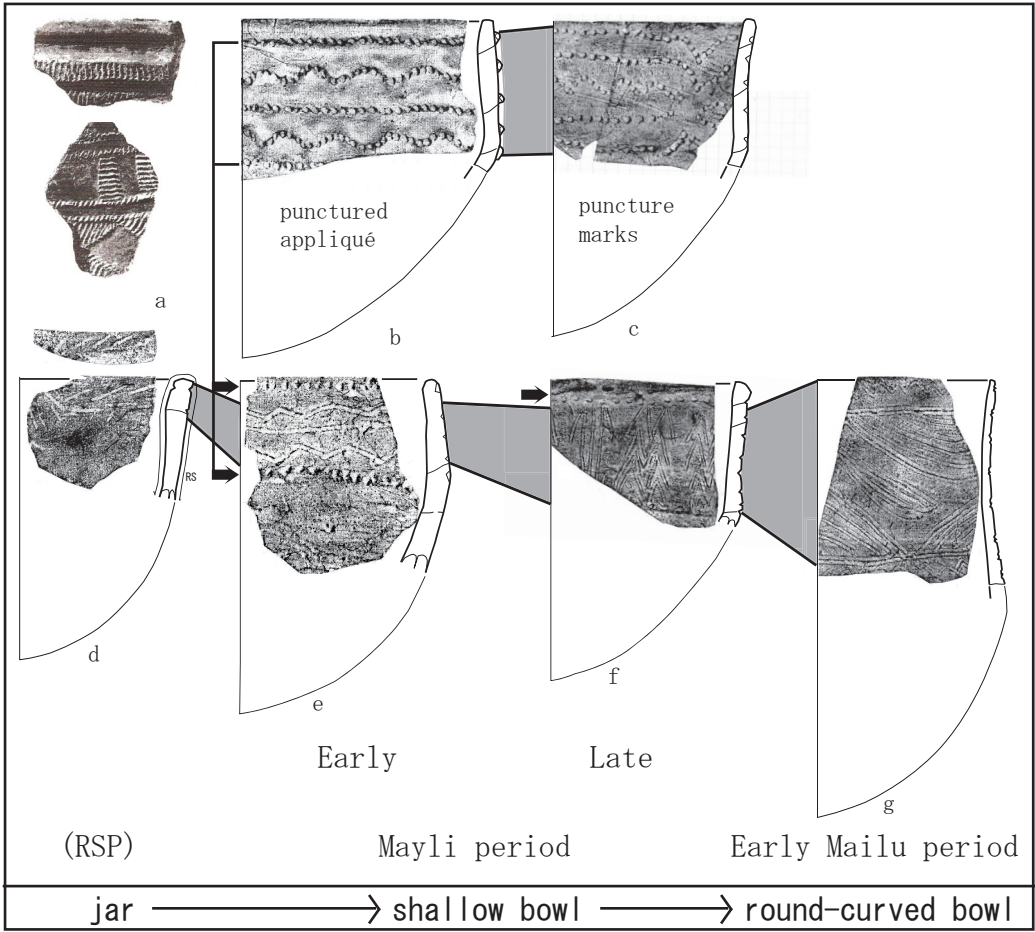 a
punctured
appliqué
b
puncture
marks
c
RS
d
e
f
g
Early
Late
(RSP)
Mayli period
Early Mailu period
jar
shallow bowl
round-curved bowl